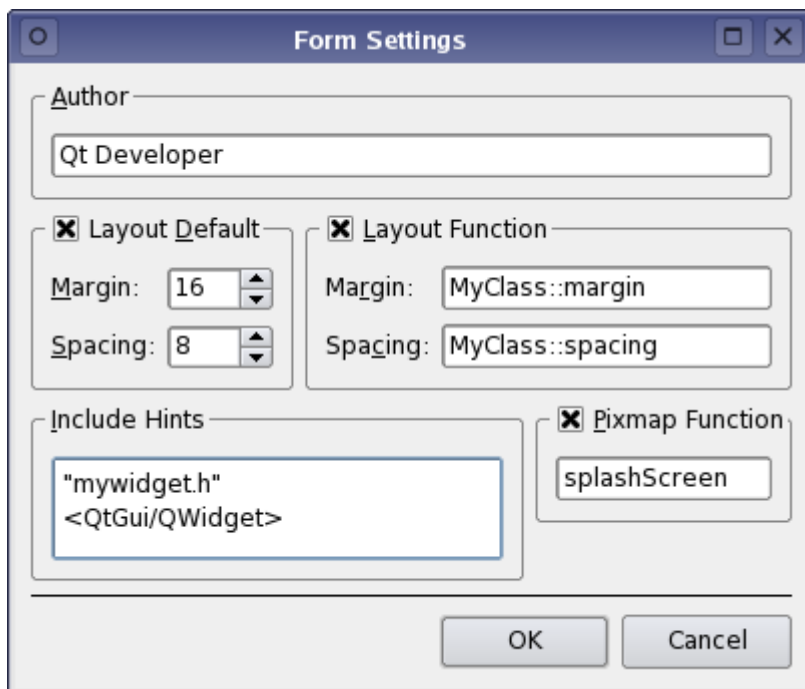 Form Settings
Author
Qt Developer
Layout Default
Margin: 16
Spacing: 8
Layout Function
Margin: MyClass::margin
Spacing: MyClass::spacing
Include Hints
"mywidget.h"
<QtGui/QWidget>
Pixmap Function
splashScreen
OK
Cancel